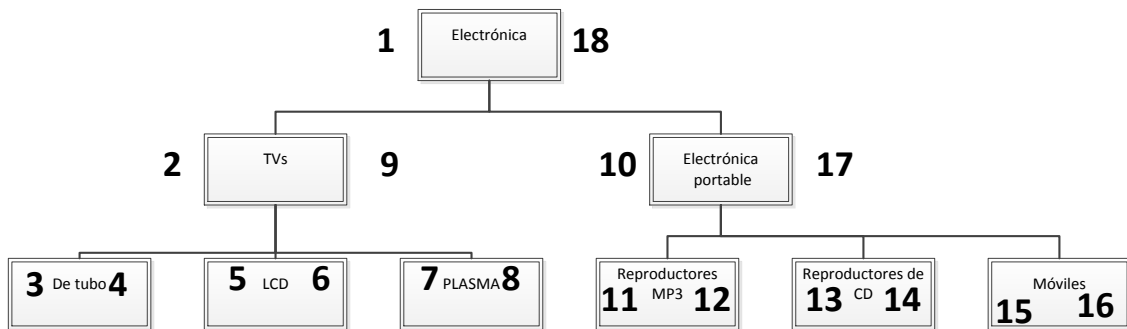 1 Electrónica 18
2 TVs 9
10 Electrónica
portable 17
3 De tubo 4
5 LCD 6
7 PLASMA 8
Reproductores
11 MP3 12
Reproductores de
13 CD 14
Móviles
15 16